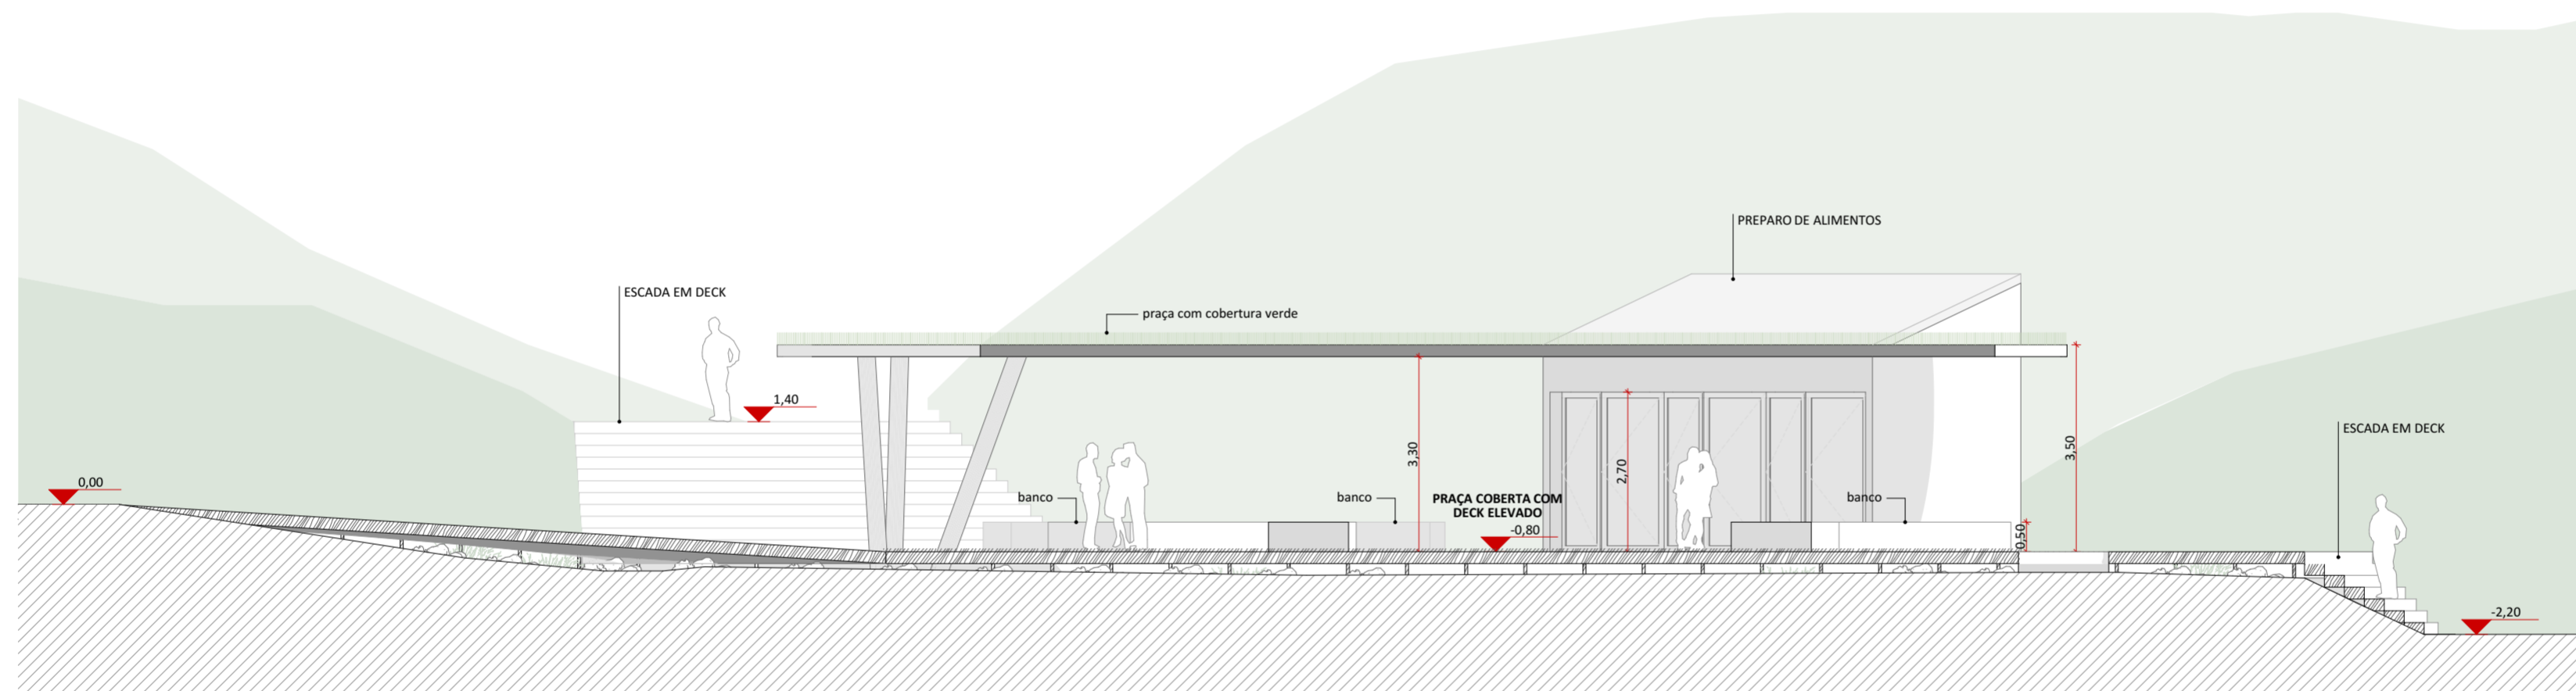 PREPARO DE ALIMENTOS
ESCADA EM DECK
praça com cobertura verde
1,40
ESCADA EM DECK
3,30
3,50
2,70
0,00
banco
banco
PRAÇA COBERTA COM
DECK ELEVADO
-0,80
banco
0,50
-2,20